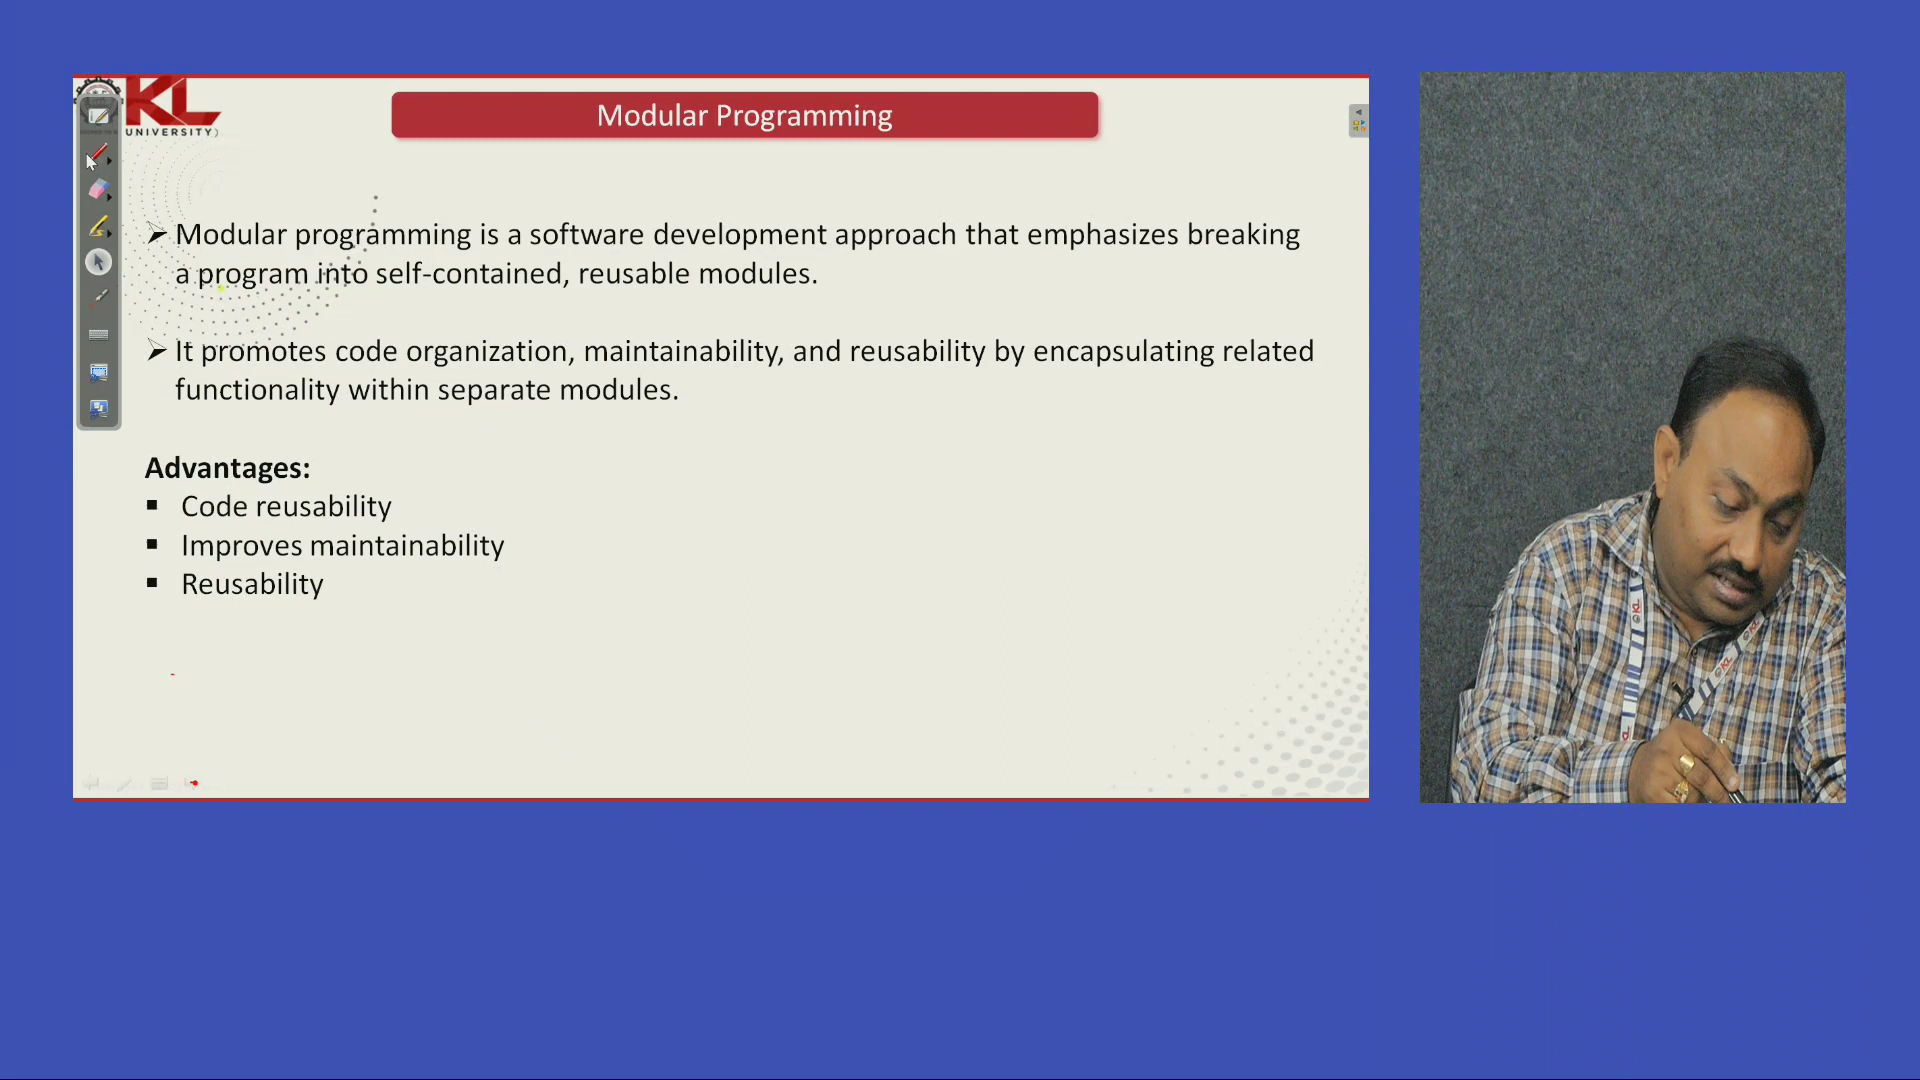 KL
UNIVERSITY)
Modular Programming
➢ Modular programming is a software development approach that emphasizes breaking
a program into self-contained, reusable modules.
➢ It promotes code organization, maintainability, and reusability by encapsulating related
functionality within separate modules.
Advantages:
▪ Code reusability
▪ Improves maintainability
▪ Reusability
KL
KL